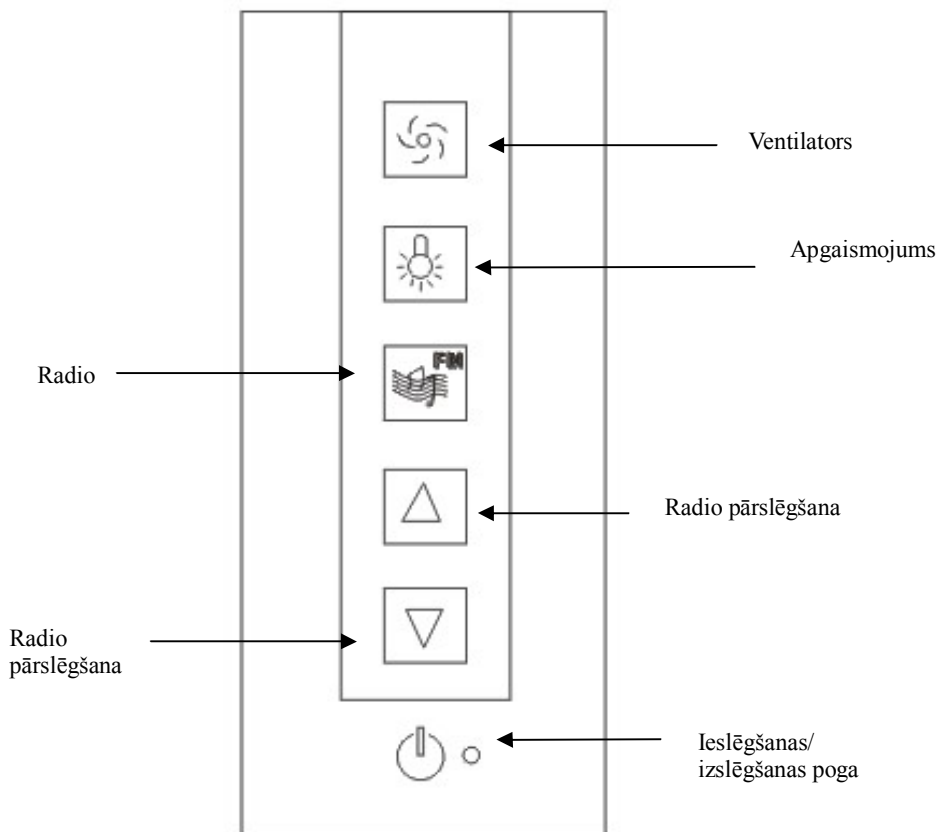 Ventilators
Apgaismojums
FM
Radio
Radio pārslēgšana
Radio
pārslēgšana
Ieslēgšanas/
izslēgšanas poga